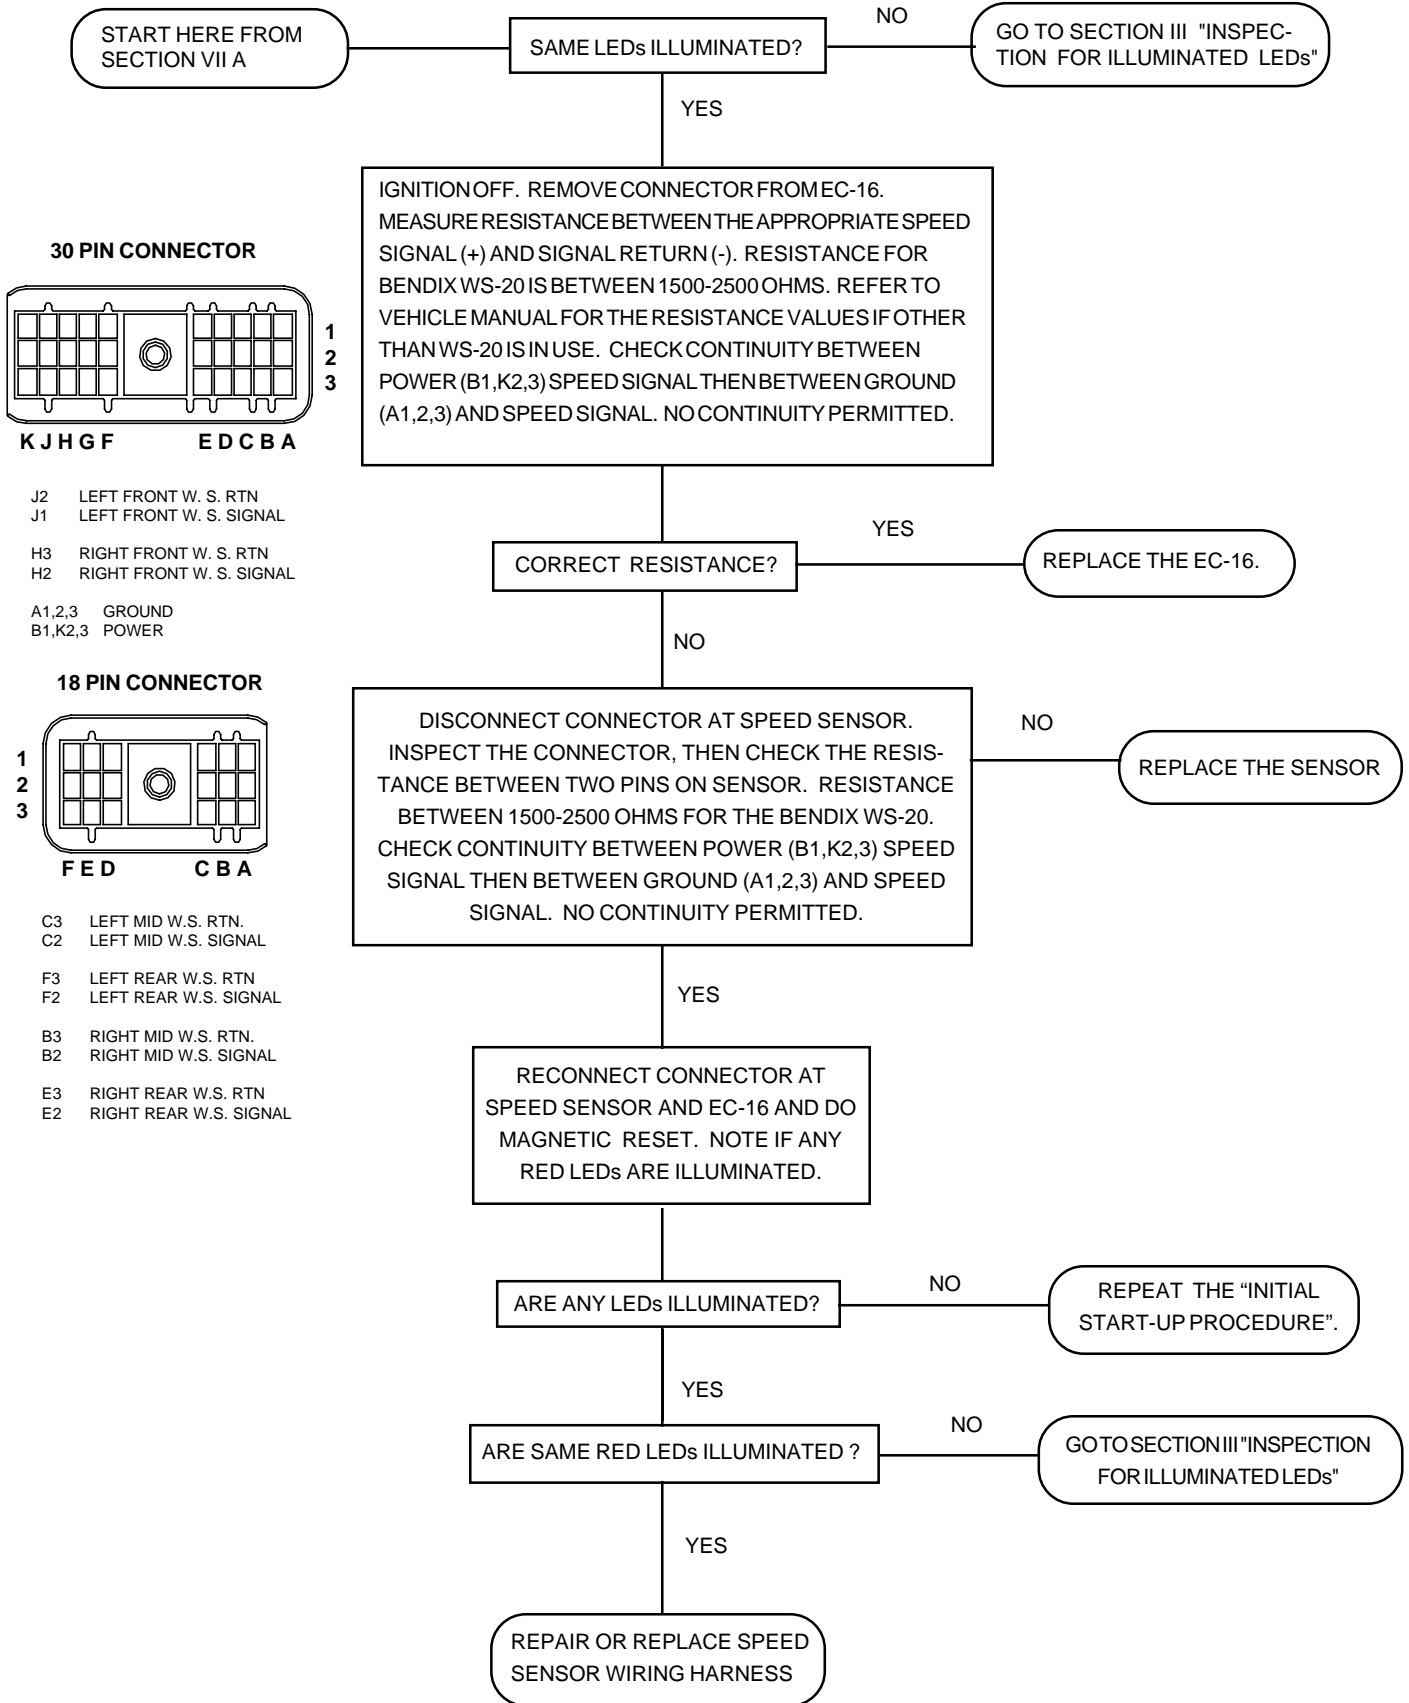 START HERE FROM
SECTION VII A
SAME LEDs ILLUMINATED?
NO
GO TO SECTION III "INSPEC-
TION FOR ILLUMINATED LEDs"
YES
IGNITION OFF. REMOVE CONNECTOR FROM EC-16.
MEASURE RESISTANCE BETWEEN THE APPROPRIATE SPEED
SIGNAL (+) AND SIGNAL RETURN (-). RESISTANCE FOR
BENDIX WS-20 IS BETWEEN 1500-2500 OHMS. REFER TO
VEHICLE MANUAL FOR THE RESISTANCE VALUES IF OTHER
THAN WS-20 IS IN USE. CHECK CONTINUITY BETWEEN
POWER (B1,K2,3) SPEED SIGNAL THEN BETWEEN GROUND
(A1,2,3) AND SPEED SIGNAL. NO CONTINUITY PERMITTED.
30 PIN CONNECTOR
1
2
3
K J H G F E D C B A
J2 LEFT FRONT W. S. RTN
J1 LEFT FRONT W. S. SIGNAL
H3 RIGHT FRONT W. S. RTN
H2 RIGHT FRONT W. S. SIGNAL
A1,2,3 GROUND
B1,K2,3 POWER
CORRECT RESISTANCE?
YES
REPLACE THE EC-16.
NO
18 PIN CONNECTOR
1
2
3
F E D C B A
C3 LEFT MID W.S. RTN.
C2 LEFT MID W.S. SIGNAL
F3 LEFT REAR W.S. RTN
F2 LEFT REAR W.S. SIGNAL
B3 RIGHT MID W.S. RTN.
B2 RIGHT MID W.S. SIGNAL
E3 RIGHT REAR W.S. RTN
E2 RIGHT REAR W.S. SIGNAL
DISCONNECT CONNECTOR AT SPEED SENSOR.
INSPECT THE CONNECTOR, THEN CHECK THE RESIS-
TANCE BETWEEN TWO PINS ON SENSOR. RESISTANCE
BETWEEN 1500-2500 OHMS FOR THE BENDIX WS-20.
CHECK CONTINUITY BETWEEN POWER (B1,K2,3) SPEED
SIGNAL THEN BETWEEN GROUND (A1,2,3) AND SPEED
SIGNAL. NO CONTINUITY PERMITTED.
NO
REPLACE THE SENSOR
YES
RECONNECT CONNECTOR AT
SPEED SENSOR AND EC-16 AND DO
MAGNETIC RESET. NOTE IF ANY
RED LEDs ARE ILLUMINATED.
ARE ANY LEDs ILLUMINATED?
NO
REPEAT THE “INITIAL
START-UP PROCEDURE”.
YES
ARE SAME RED LEDs ILLUMINATED ?
NO
GO TO SECTION III "INSPECTION
FOR ILLUMINATED LEDs"
YES
REPAIR OR REPLACE SPEED
SENSOR WIRING HARNESS